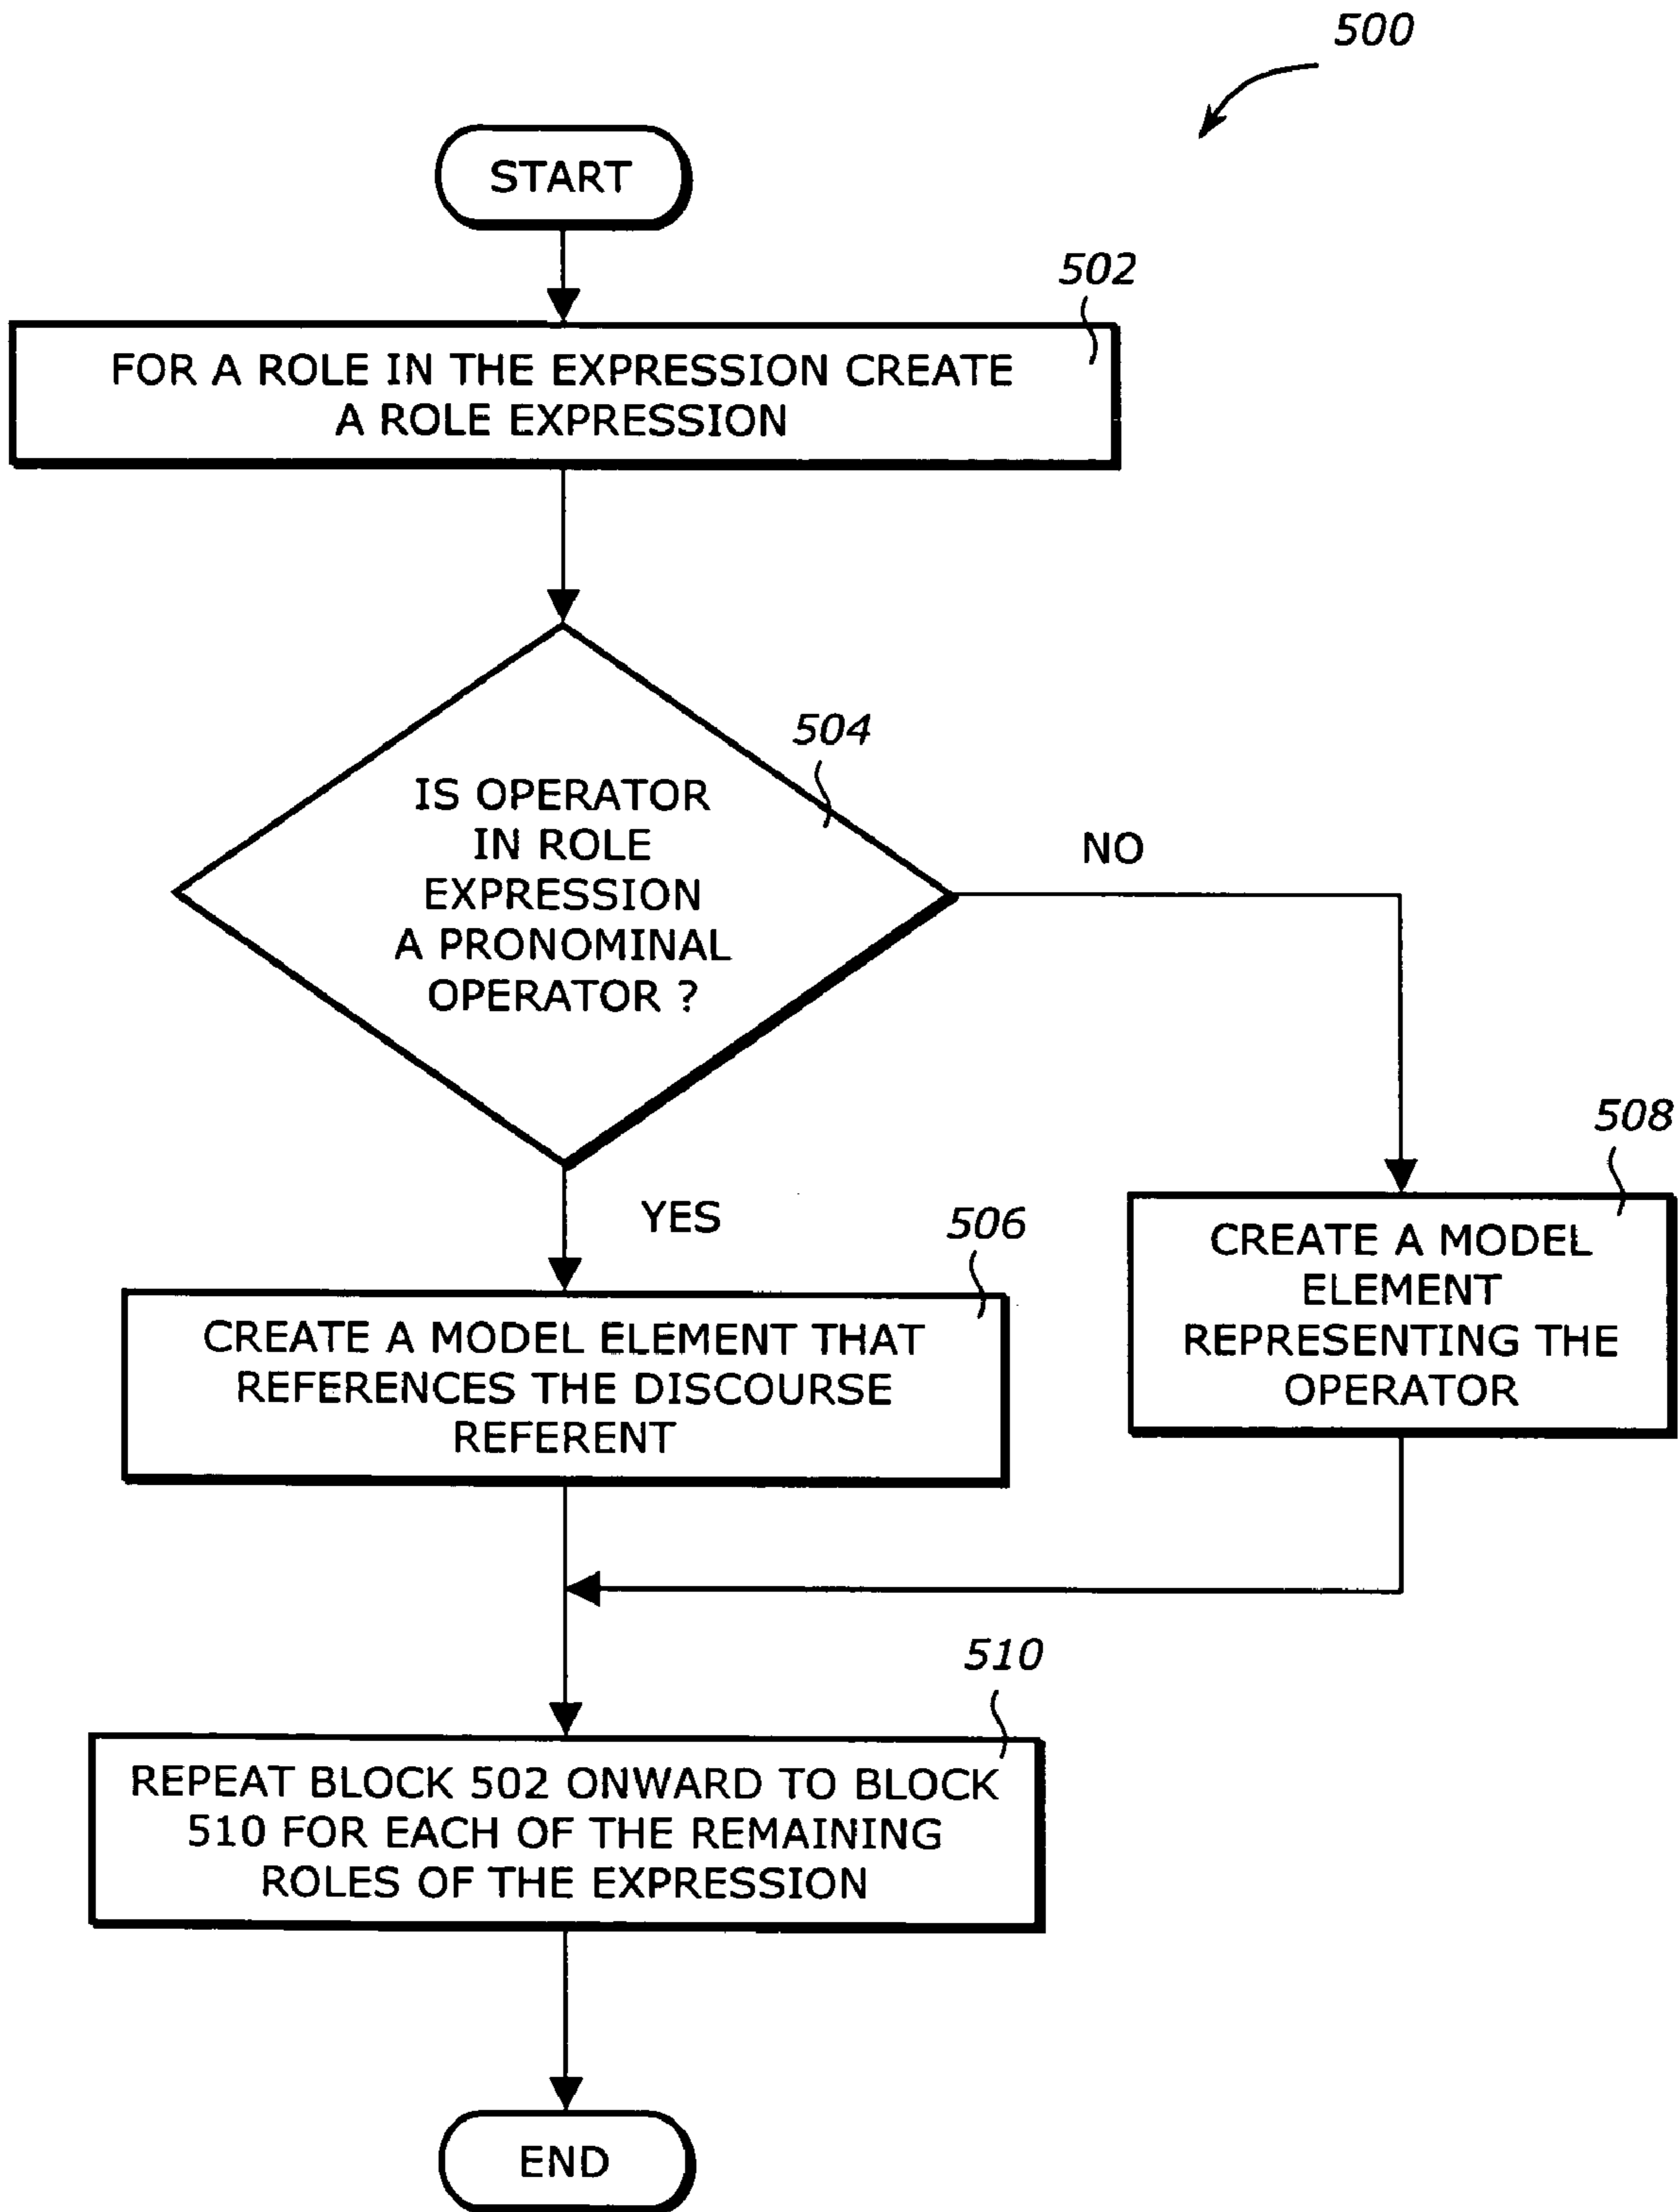 500
START
502
FOR A ROLE IN THE EXPRESSION CREATE
A ROLE EXPRESSION
504
IS OPERATOR
IN ROLE
EXPRESSION
A PRONOMINAL
OPERATOR ?
NO
YES
506
CREATE A MODEL ELEMENT THAT
REFERENCES THE DISCOURSE
REFERENT
508
CREATE A MODEL
ELEMENT
REPRESENTING THE
OPERATOR
510
REPEAT BLOCK 502 ONWARD TO BLOCK
510 FOR EACH OF THE REMAINING
ROLES OF THE EXPRESSION
END